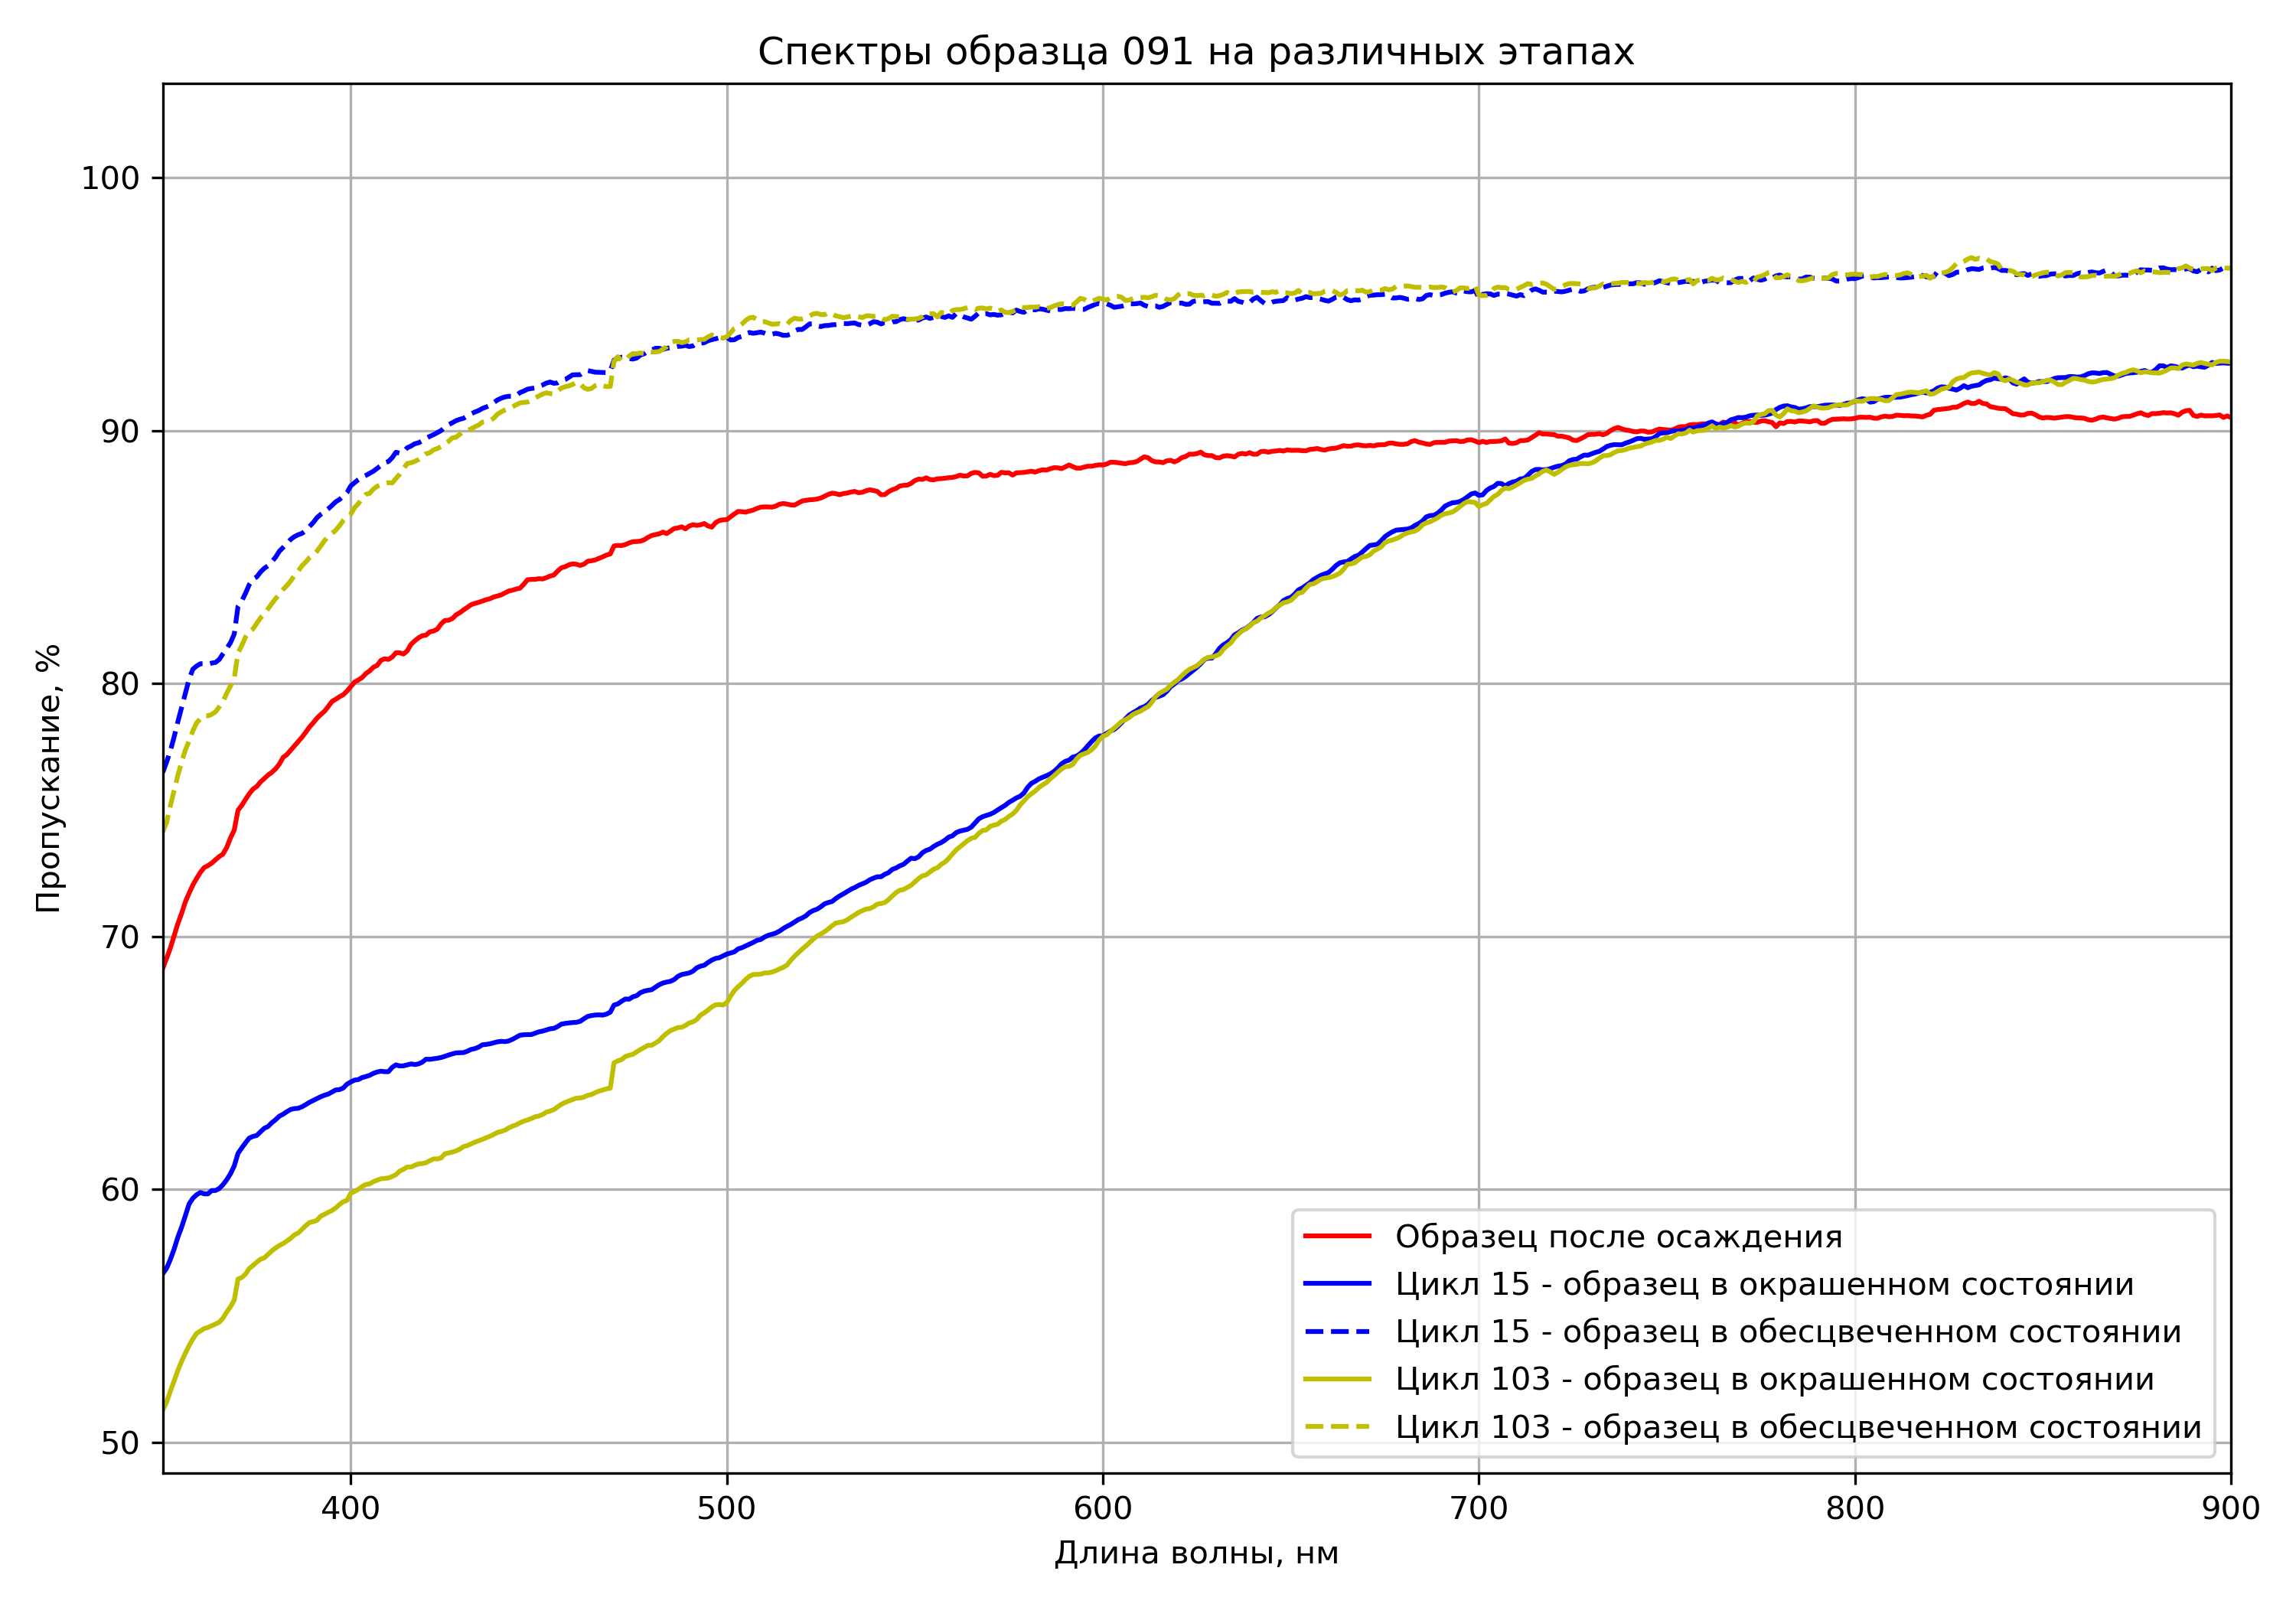 Спектры образца 091 на различных этапах
Пропускание, %
100
90
80
70
60
50
400
500
600
700
800
900
Длина волны, нм
Образец после осаждения
Цикл 15 - образец в окрашенном состоянии
Цикл 15 - образец в обесцвеченном состоянии
Цикл 103 - образец в окрашенном состоянии
Цикл 103 - образец в обесцвеченном состоянии